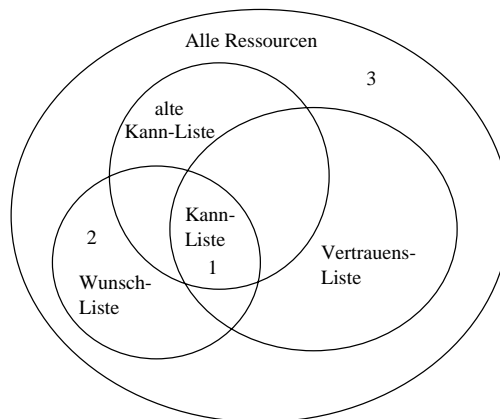 Alle Ressourcen
3
alte
Kann-Liste
Kann-
Liste
1
2
Wunsch-
Liste
Vertrauens-
Liste